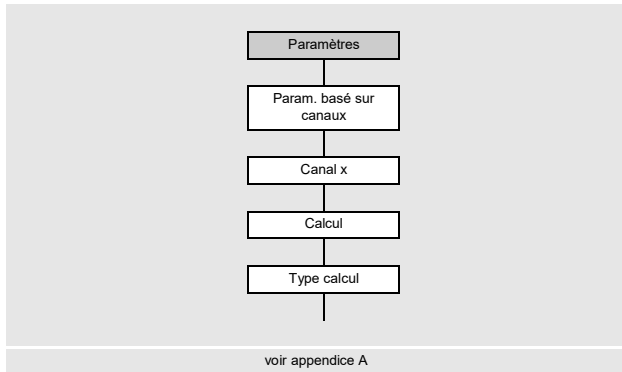 Paramètres
Param. basé sur
canaux
Canal x
Calcul
Type calcul
voir appendice A